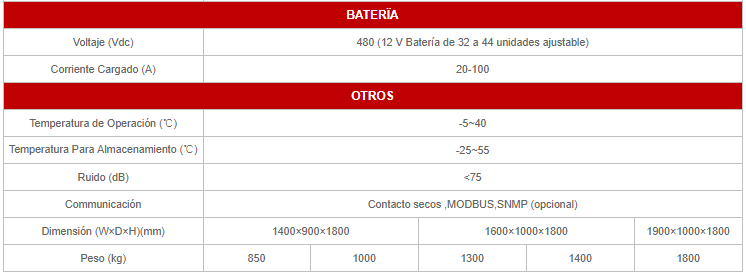 BATERÏA
Voltaje (Vdc) 480 (12 V Batería de 32 a 44 unidades ajustable)
Corriente Cargado (A) 20-100
OTROS
Temperatura de Operación (℃) -5~40
Temperatura Para Almacenamiento (℃) -25~55
Ruido (dB) <75
Communicación Contacto secos ,MODBUS,SNMP (opcional)
Dimensión (W×D×H)(mm) 1400×900×1800 1600×1000×1800 1900×1000×1800
Peso (kg) 850 1000 1300 1400 1800